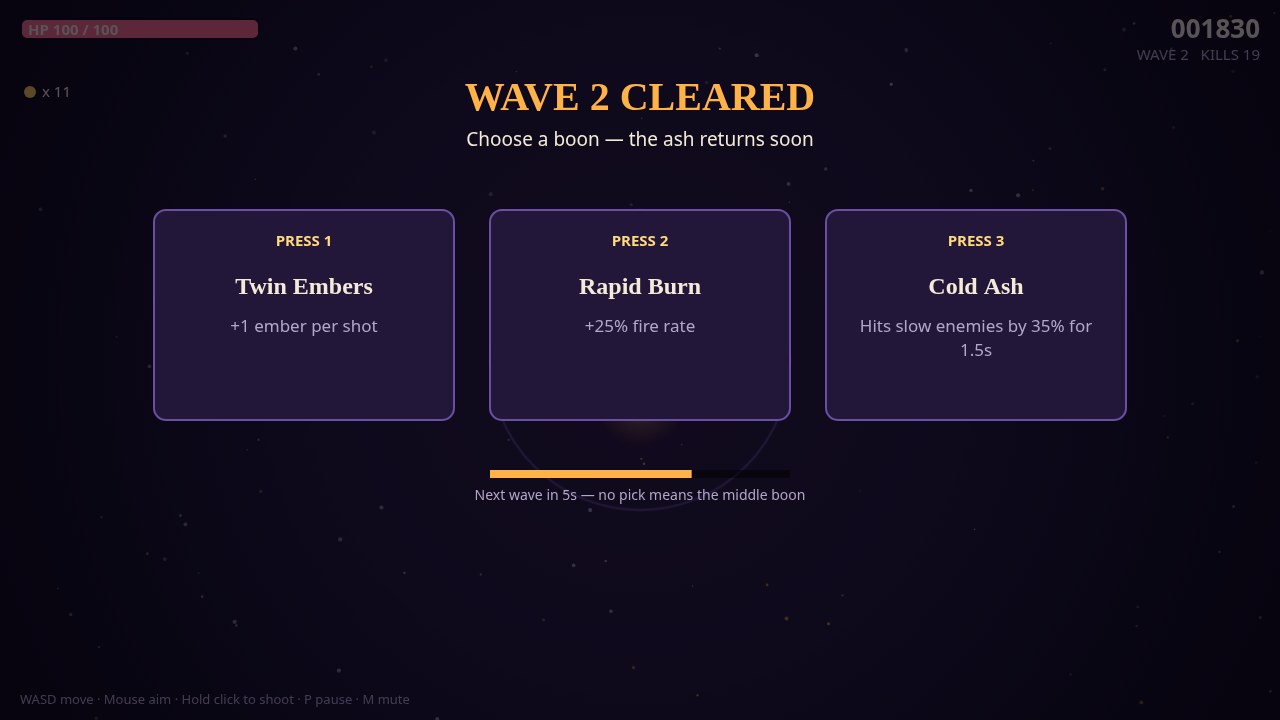 HP 100 / 100
001830
WAVE 2 KILLS 19
x 11
WAVE 2 CLEARED
Choose a boon — the ash returns soon
PRESS 1
Twin Embers
+1 ember per shot
PRESS 2
Rapid Burn
+25% fire rate
PRESS 3
Cold Ash
Hits slow enemies by 35% for
1.5s
Next wave in 5s — no pick means the middle boon
WASD move · Mouse aim · Hold click to shoot · P pause · M mute